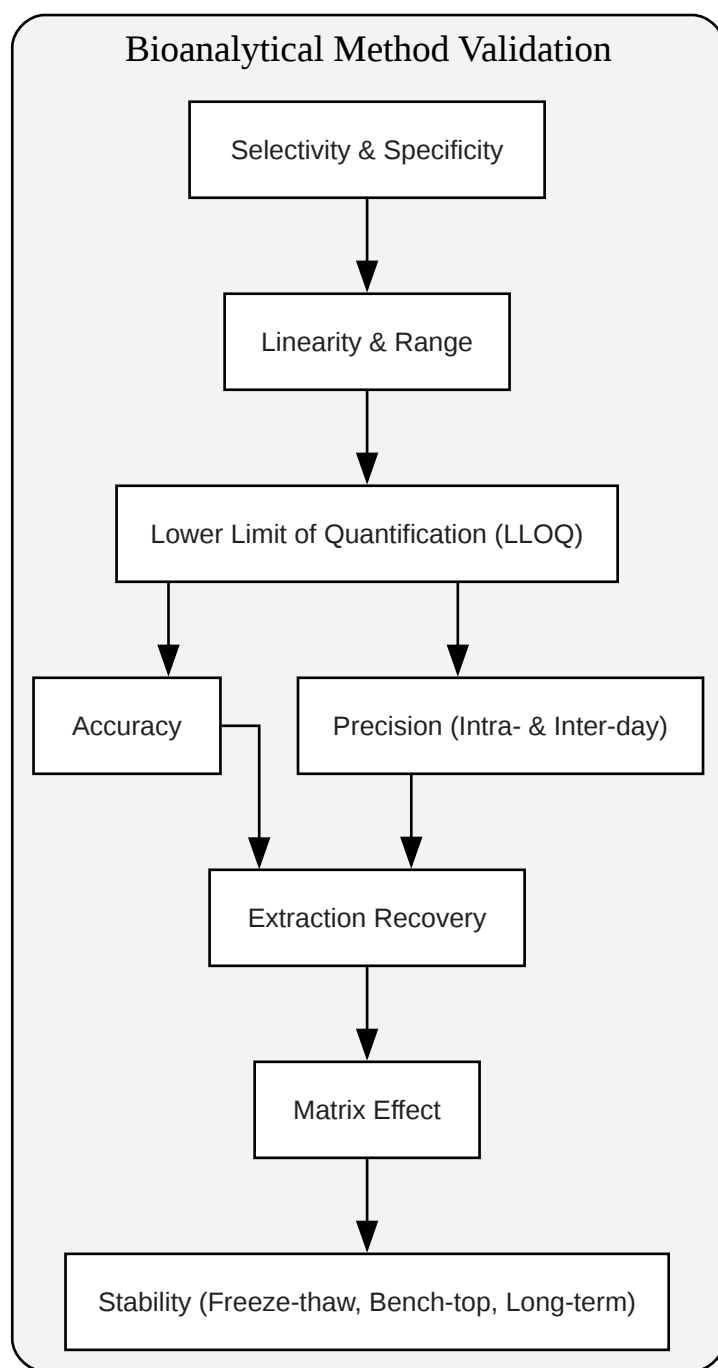 Bioanalytical Method Validation
Selectivity & Specificity
Linearity & Range
Lower Limit of Quantification (LLOQ)
Accuracy
Precision (Intra- & Inter-day)
Extraction Recovery
Matrix Effect
Stability (Freeze-thaw, Bench-top, Long-term)